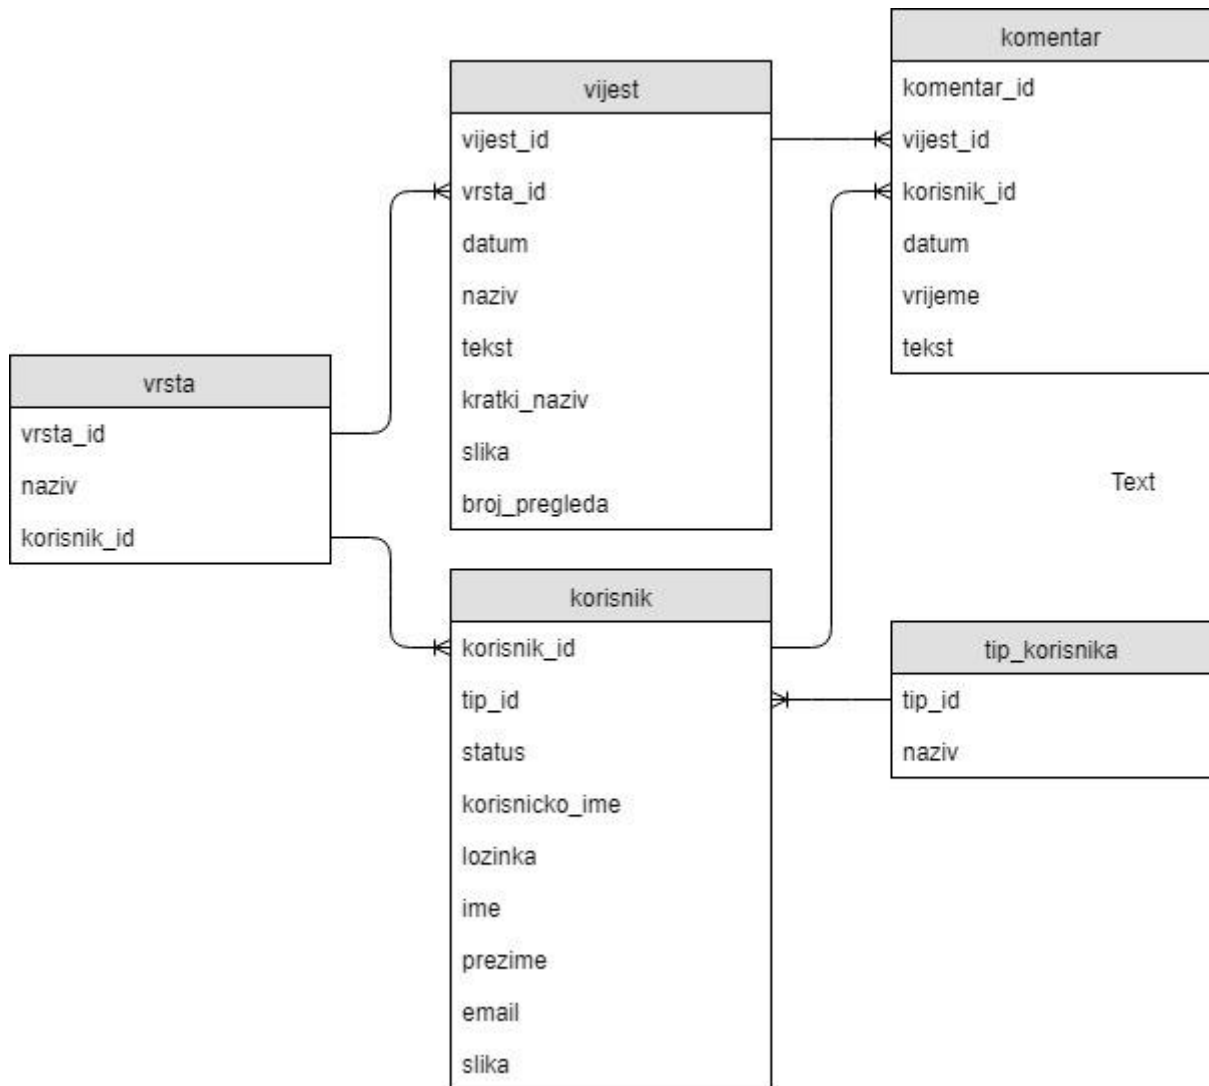 komentar
komentar_id
vijest_id
korisnik_id
datum
vrijeme
tekst
vijest
vijest_id
vrsta_id
datum
naziv
tekst
kratki_naziv
slika
broj_pregleda
vrsta
vrsta_id
naziv
korisnik_id
Text
korisnik
korisnik_id
tip_id
status
korisnicko_ime
lozinka
ime
prezime
email
slika
tip_korisnika
tip_id
naziv